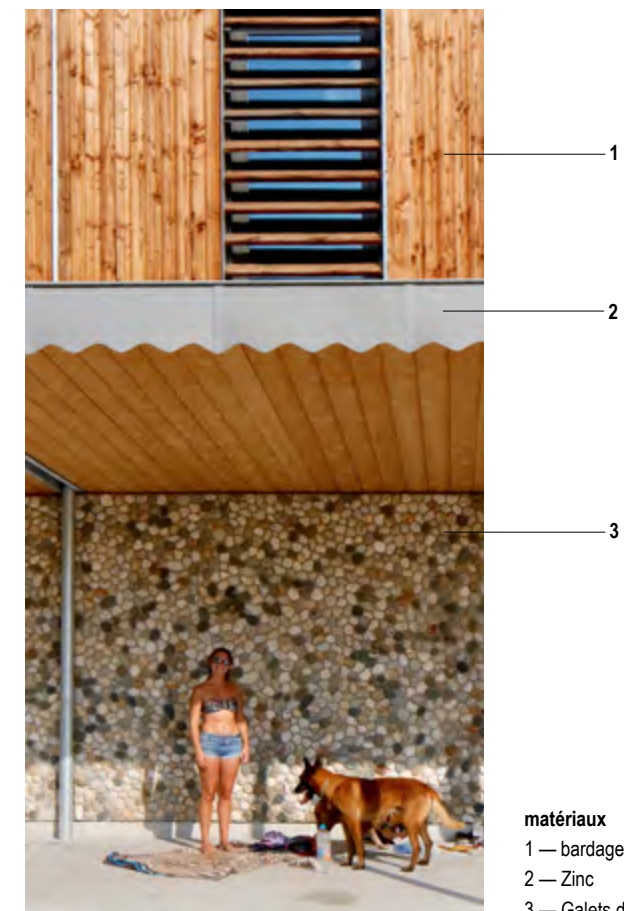 1
2
3
matériaux
1 — bardage
2 — Zinc
3 — Galets d